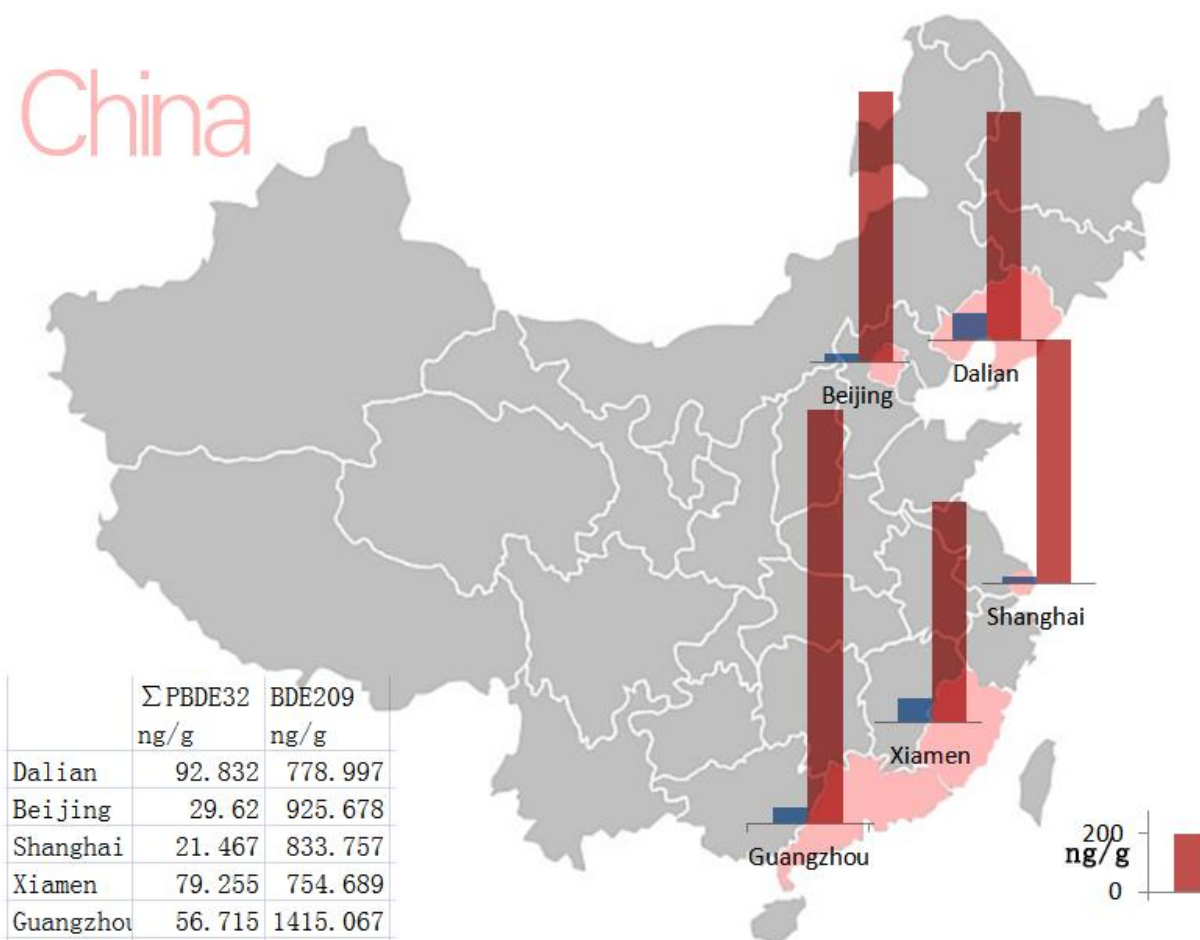 China
Beijing
Dalian
Shanghai
Xiamen
Guangzhou
200
ng/g
0
ΣPBDE32 BDE209
ng/g ng/g
Dalian 92.832 778.997
Beijing 29.62 925.678
Shanghai 21.467 833.757
Xiamen 79.255 754.689
Guangzhou 56.715 1415.067